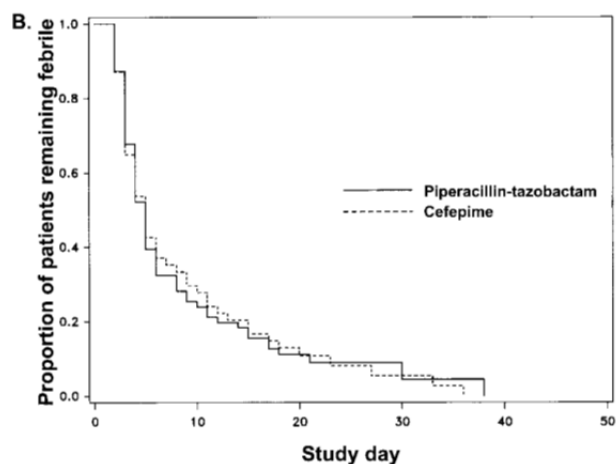 B.
Proportion of patients remaining febrile
1.0
0.8
0.6
0.4
0.2
0.0
Piperacillin-tazobactam
Cefepime
0 10 20 30 40 50
Study day